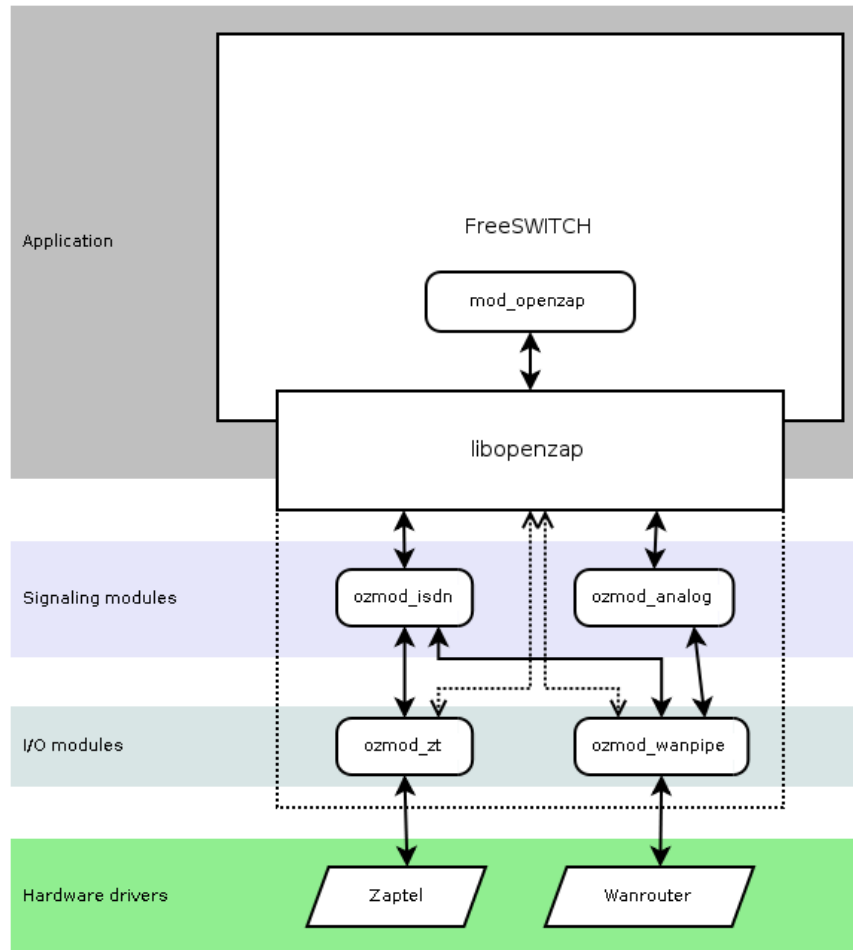 FreeSWITCH
Application
mod_openzap
libopenzap
Signaling modules
ozmod_isdn
ozmod_analog
I/O modules
ozmod_zt
ozmod_wanpipe
Hardware drivers
Zaptel
Wanrouter